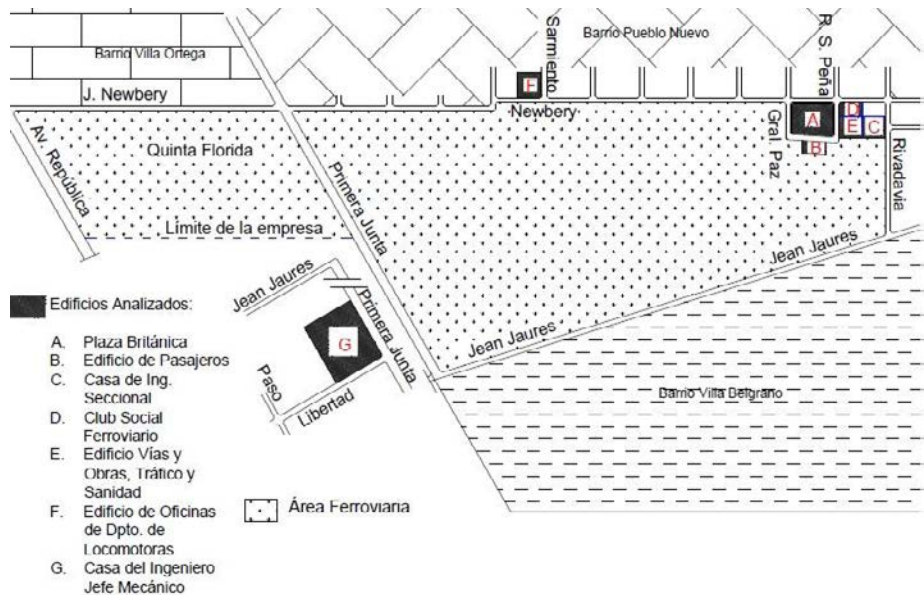 Barrio Villa Ortega
J. Newbery
Sarmiento
Barrio Pueblo Nuevo
R. S. Peña
F
Newbery
Gral. Paz
A
B
D
E
C
Rivadavia
Av. República
Quinta Florida
Primera Junta
Límite de la empresa
Jean Jaures
Jean Jaures
Primera Junta
Jean Jaures
G
Paso
Libertad
Barrio Villa Belgrano
Edificios Analizados:
A. Plaza Británica
B. Edificio de Pasajeros
C. Casa de Ing.
Seccional
D. Club Social
Ferroviario
E. Edificio Vías y
Obras, Tráfico y
Sanidad
F. Edificio de Oficinas
de Dpto. de
Locomotoras
G. Casa del Ingeniero
Jefe Mecánico
Área Ferroviaria